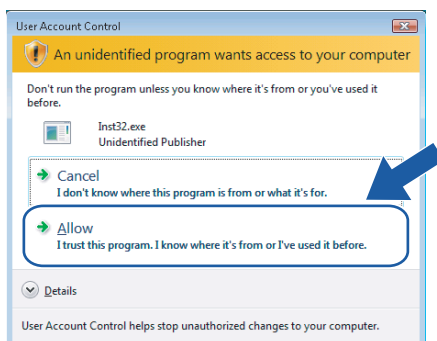 User Account Control
An unidentified program wants access to your computer
Don't run the program unless you know where it's from or you've used it
before.
Inst32.exe
Unidentified Publisher
Cancel
I don't know where this program is from or what it's for.
Allow
I trust this program. I know where it's from or I've used it before.
Details
User Account Control helps stop unauthorized changes to your computer.